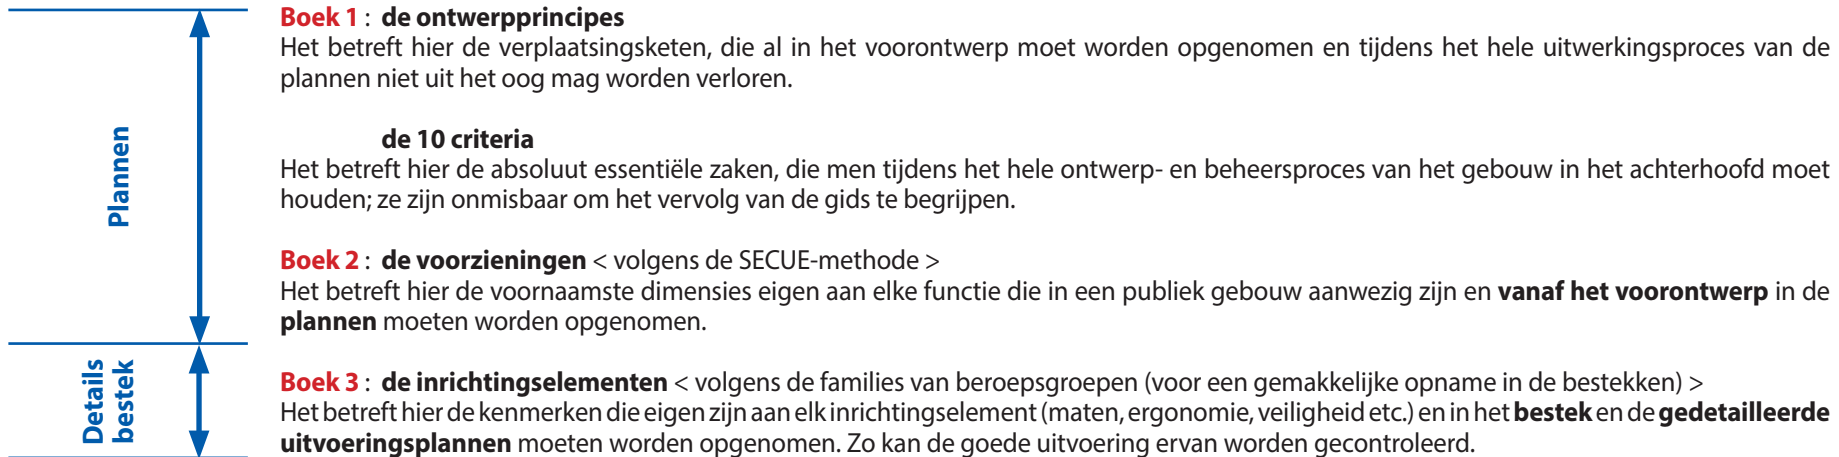 Boek 1 : de ontwerpprincipes
Het betreft hier de verplaatsingsketen, die al in het voorontwerp moet worden opgenomen en tijdens het hele uitwerkingsproces van de
plannen niet uit het oog mag worden verloren.
de 10 criteria
Het betreft hier de absoluut essentiële zaken, die men tijdens het hele ontwerp- en beheersproces van het gebouw in het achterhoofd moet
houden; ze zijn onmisbaar om het vervolg van de gids te begrijpen.
Plannen
Boek 2 : de voorzieningen < volgens de SECUE-methode >
Het betreft hier de voornaamste dimensies eigen aan elke functie die in een publiek gebouw aanwezig zijn en vanaf het voorontwerp in de
plannen moeten worden opgenomen.
Details
bestek
Boek 3 : de inrichtingselementen < volgens de families van beroepsgroepen (voor een gemakkelijke opname in de bestekken) >
Het betreft hier de kenmerken die eigen zijn aan elk inrichtingselement (maten, ergonomie, veiligheid etc.) en in het bestek en de gedetailleerde
uitvoeringsplannen moeten worden opgenomen. Zo kan de goede uitvoering ervan worden gecontroleerd.